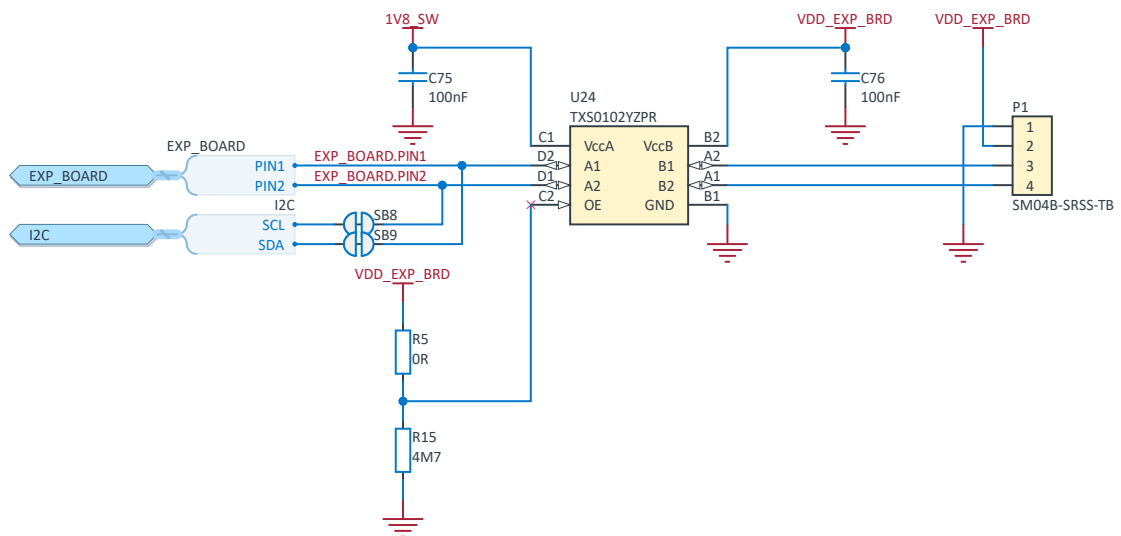 1V8_SW
VDD_EXP_BRD
VDD_EXP_BRD
C75
100nF
C76
100nF
U24
TXS0102YZPR
P1
C1
VccA
VccB
B2
1
2
3
4
EXP_BOARD
EXP_BOARD
PIN1
EXP_BOARD.PIN1
D2
A1
B1
A2
PIN2
EXP_BOARD.PIN2
D1
A2
B2
A1
C2
OE
GND
B1
SM04B-SRSS-TB
I2C
I2C
SCL
SB8
SDA
SB9
VDD_EXP_BRD
R5
0R
R15
4M7